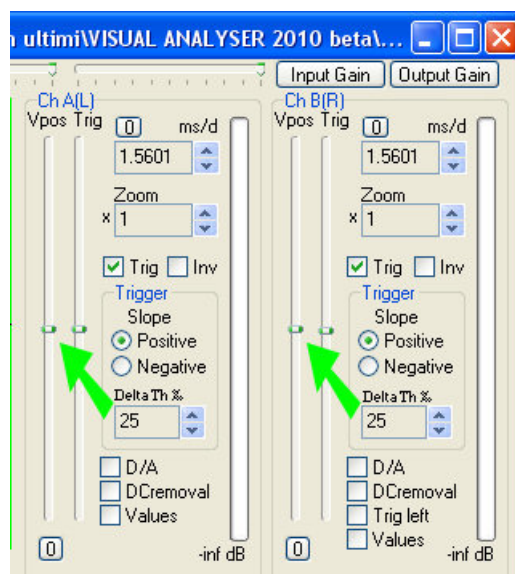 n ultimi\VISUAL ANALYSER 2010 beta\...
Input Gain Output Gain
Ch A(L)
Vpos Trig 0 ms/d
1.5601
Zoom
x 1
Trig Inv
Trigger
Slope
Positive
Negative
Delta Th %
25
D/A
DCremoval
Values
0
-inf dB
Ch B(R)
Vpos Trig 0 ms/d
1.5601
Zoom
x 1
Trig Inv
Trigger
Slope
Positive
Negative
Delta Th %
25
D/A
DCremoval
Trig left
Values
0
-inf dB